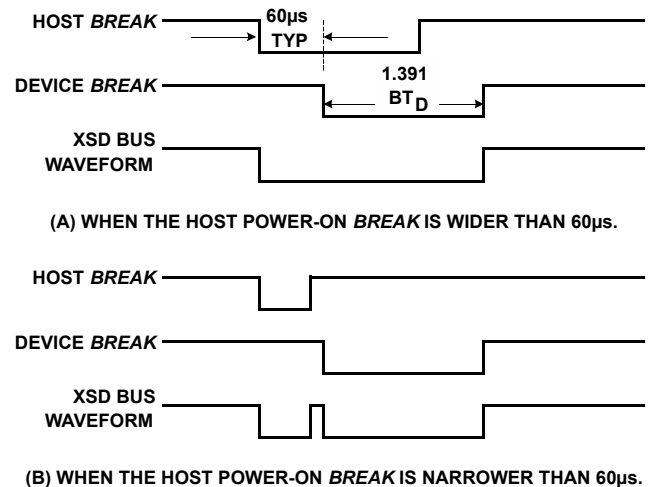 HOST BREAK
60µs
TYP
DEVICE BREAK
1.391
BTD
XSD BUS
WAVEFORM
(A) WHEN THE HOST POWER-ON BREAK IS WIDER THAN 60µs.
HOST BREAK
DEVICE BREAK
XSD BUS
WAVEFORM
(B) WHEN THE HOST POWER-ON BREAK IS NARROWER THAN 60µs.